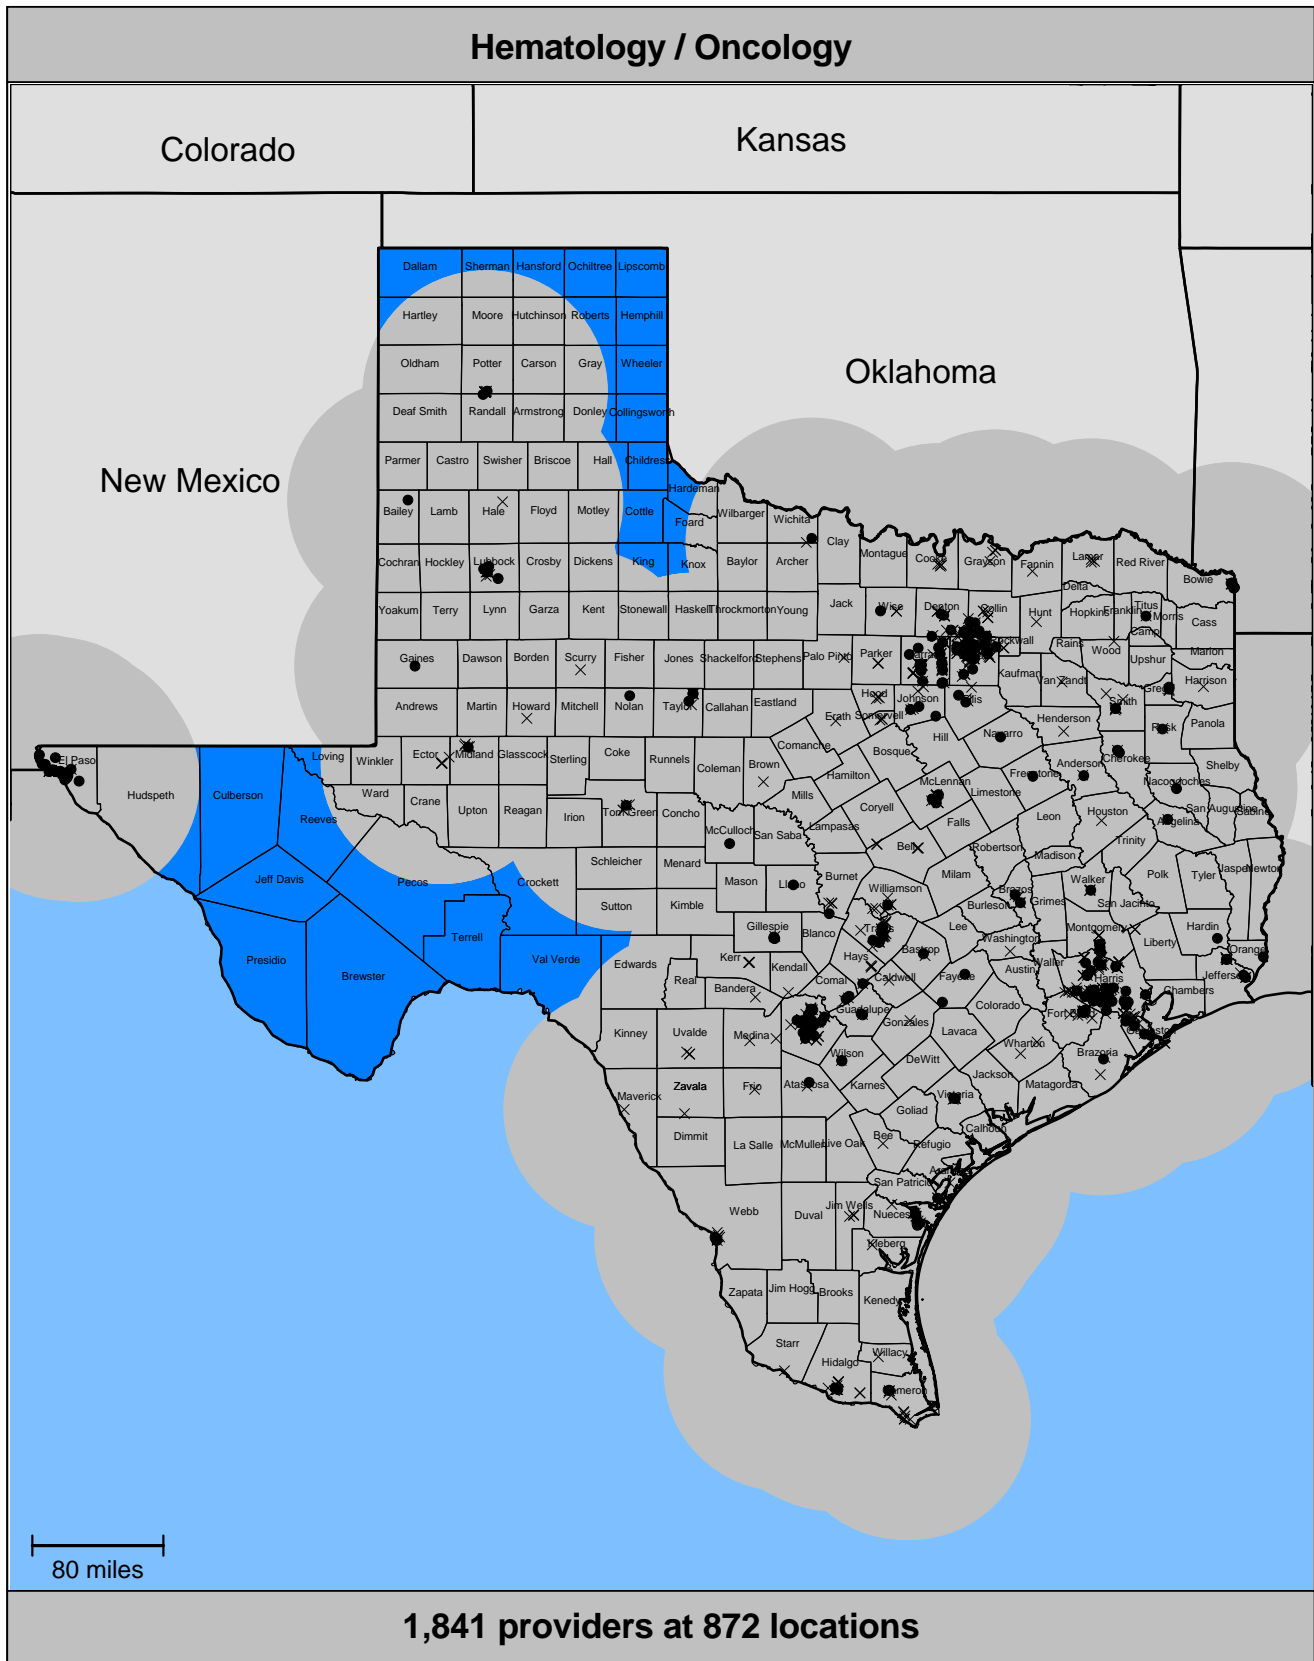 Hematology / Oncology
Colorado
Kansas
Oklahoma
New Mexico
Dallam Sherman Hansford Ochiltree Lipscomb
Hartley Moore Hutchinson Roberts Hemphill
Oldham Potter Carson Gray Wheeler
Deaf Smith Randall Armstrong Donley Collingsworth
Parmer Castro Swisher Briscoe Hall Childress
Hardeman
Bailey Lamb Hale Floyd Motley Cottle Foard Wilbarger Wichita
Clay Montague Cooke Grayson Fannin Lamar Red River Bowie
Cochran Hockley Lubbock Crosby Dickens King Knox Baylor Archer
Delta
Yoakum Terry Lynn Garza Kent Stonewall Haskell Throckmorton Young Jack Wise Denton Collin Hunt Hopkins Franklin Titus Morris Cass
Camp
Gaines Dawson Borden Scurry Fisher Jones Shackelford Stephens Palo Pinto Parker Rains Wood Upshur Marion
Kaufman Van Zandt Smith Gregg Harrison
Andrews Martin Howard Mitchell Nolan Taylor Callahan Eastland Erath Hood Somervell Johnson Ellis
Henderson Rusk Panola
El Paso Hudspeth Culberson Loving Winkler Ector Midland Glasscock Sterling Coke Runnels Coleman Brown Comanche Bosque Hill Navarro
Hamilton Freestone Anderson Cherokee Nacogdoches Shelby
Reeves Ward Crane Upton Reagan Irion Tom Green Concho McCulloch San Saba Mills Coryell McLennan Limestone
Lampasas Falls Leon Houston Angelina San Augustine Sabine
Jeff Davis Pecos Crockett Schleicher Menard Bell Robertson Madison Trinity
Mason Llano Burnet Williamson Milam Brazos Grimes Walker Polk Tyler Jasper Newton
Sutton Kimble Burleson San Jacinto
Presidio Brewster Terrell Val Verde Edwards Gillespie Blanco Travis Lee Washington Montgomery Liberty Hardin Orange
Kerr Kendall Hays Bastrop Austin Waller Harris Jefferson
Real Bandera Comal Caldwell Fayette Colorado Chambers
Kinney Uvalde Medina Guadalupe Gonzales Lavaca Fort Bend Galveston
Wilson DeWitt Wharton Brazoria
Maverick Zavala Frio Atascosa Karnes Jackson Matagorda
Victoria
Dimmit La Salle McMullen Live Oak Bee Goliad Refugio Calhoun
San Patricio
Webb Duval Jim Wells Nueces
Kleberg
Zapata Jim Hogg Brooks Kenedy
Starr Hidalgo Willacy
Cameron
80 miles
1,841 providers at 872 locations